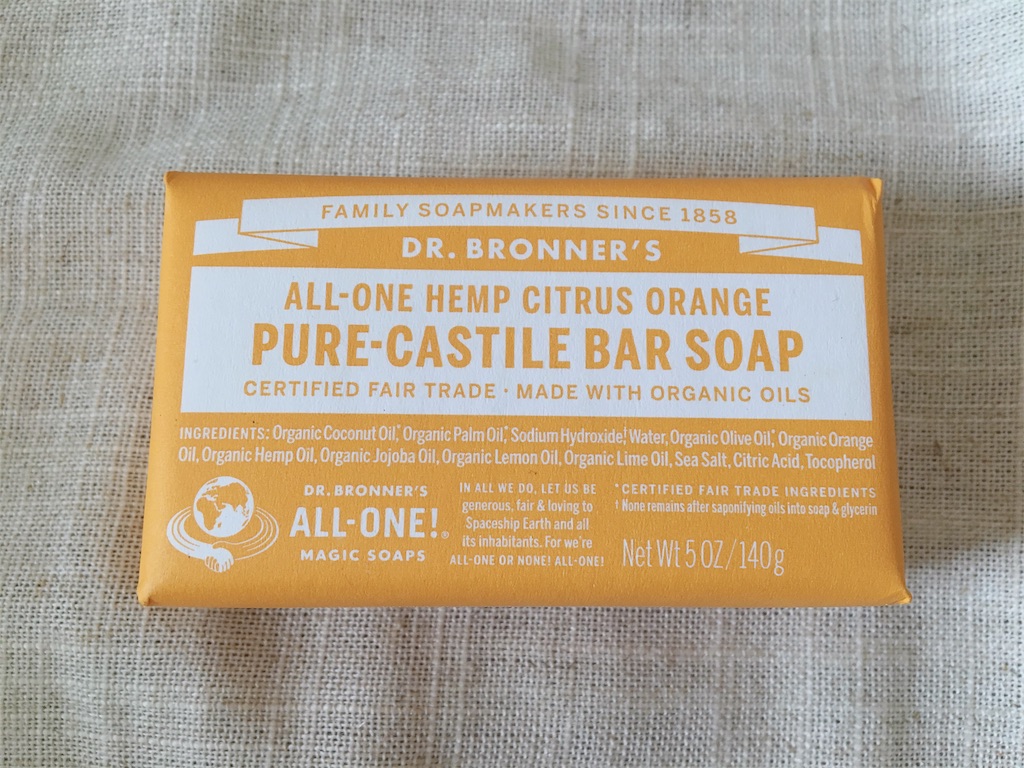 FAMILY SOAPMAKERS SINCE 1858
DR. BRONNER'S
ALL-ONE HEMP CITRUS ORANGE
PURE-CASTILE BAR SOAP
CERTIFIED FAIR TRADE · MADE WITH ORGANIC OILS
INGREDIENTS: Organic Coconut Oil,* Organic Palm Oil,* Sodium Hydroxide,† Water, Organic Olive Oil,* Organic Orange
Oil, Organic Hemp Oil, Organic Jojoba Oil, Organic Lemon Oil, Organic Lime Oil, Sea Salt, Citric Acid, Tocopherol
DR. BRONNER'S
ALL-ONE!®
MAGIC SOAPS
IN ALL WE DO, LET US BE
generous, fair & loving to
Spaceship Earth and all
its inhabitants. For we're
ALL-ONE OR NONE! ALL-ONE!
*CERTIFIED FAIR TRADE INGREDIENTS
† None remains after saponifying oils into soap & glycerin
Net Wt 5 OZ/140g